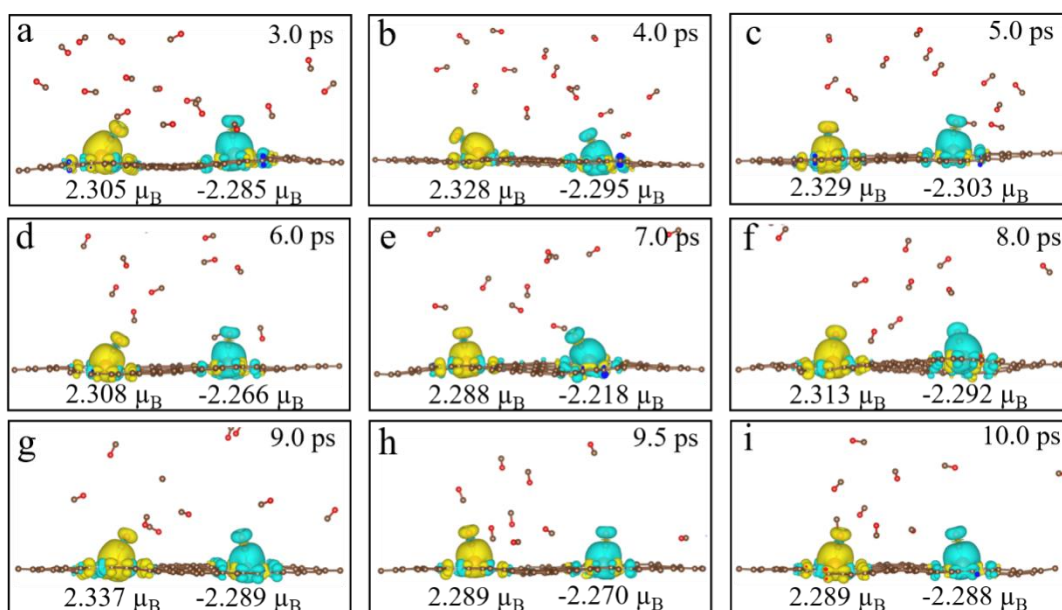 a 3.0 ps
2.305 μB -2.285 μB
b 4.0 ps
2.328 μB -2.295 μB
c 5.0 ps
2.329 μB -2.303 μB
d 6.0 ps
2.308 μB -2.266 μB
e 7.0 ps
2.288 μB -2.218 μB
f 8.0 ps
2.313 μB -2.292 μB
g 9.0 ps
2.337 μB -2.289 μB
h 9.5 ps
2.289 μB -2.270 μB
i 10.0 ps
2.289 μB -2.288 μB